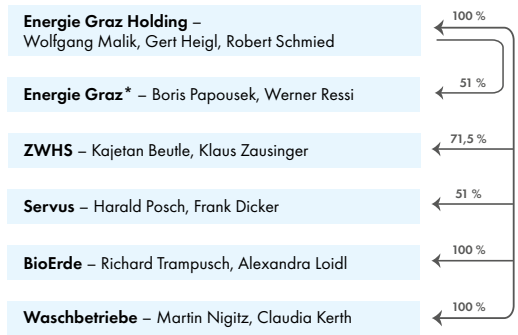 Energie Graz Holding –
Wolfgang Malik, Gert Heigl, Robert Schmied
100 %
Energie Graz* – Boris Papousek, Werner Ressi
51 %
ZWHS – Kajetan Beutle, Klaus Zausinger
71,5 %
Servus – Harald Posch, Frank Dicker
51 %
BioErde – Richard Trampusch, Alexandra Loidl
100 %
Waschbetriebe – Martin Nigitz, Claudia Kerth
100 %